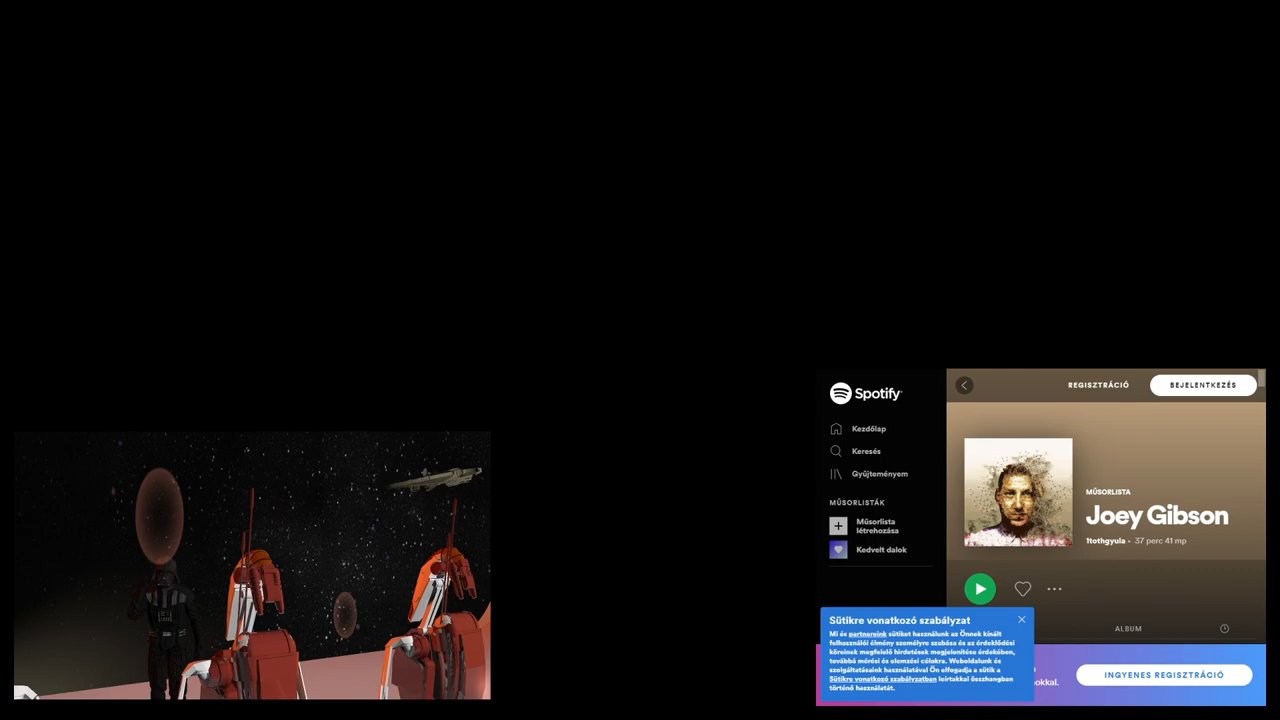 Spotify
Kezdőlap
Keresés
Gyűjteményem
MŰSORLISTÁK
Műsorlista
létrehozása
Kedvelt dalok
REGISZTRÁCIÓ
BEJELENTKEZÉS
MŰSORLISTA
Joey Gibson
1tothgyula • 37 perc 41 mp
ALBUM
Sütikre vonatkozó szabályzat
Mi és partnereink sütiket használunk az Önnek kínált
felhasználói élmény személyre szabása és az érdeklődési
köreinek megfelelő hirdetések megjelenítése érdekében,
továbbá mérési és elemzési célokra. Weboldalunk és
szolgáltatásaink használatával Ön elfogadja a sütik a
Sütikre vonatkozó szabályzatban leírtakkal összhangban
történő használatát.
okkal.
INGYENES REGISZTRÁCIÓ